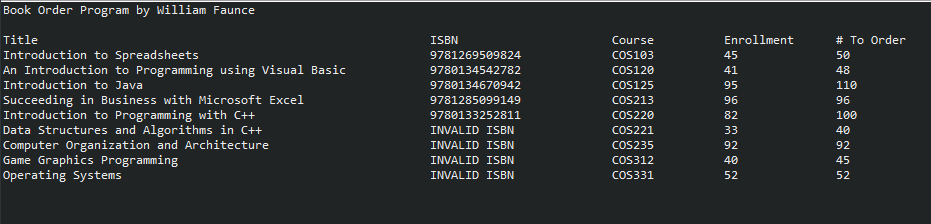 Book Order Program by William Faunce
Title ISBN Course Enrollment # To Order
Introduction to Spreadsheets 9781269509824 COS103 45 50
An Introduction to Programming using Visual Basic 9780134542782 COS120 41 48
Introduction to Java 9780134670942 COS125 95 110
Succeeding in Business with Microsoft Excel 9781285099149 COS213 96 96
Introduction to Programming with C++ 9780133252811 COS220 82 100
Data Structures and Algorithms in C++ INVALID ISBN COS221 33 40
Computer Organization and Architecture INVALID ISBN COS235 92 92
Game Graphics Programming INVALID ISBN COS312 40 45
Operating Systems INVALID ISBN COS331 52 52